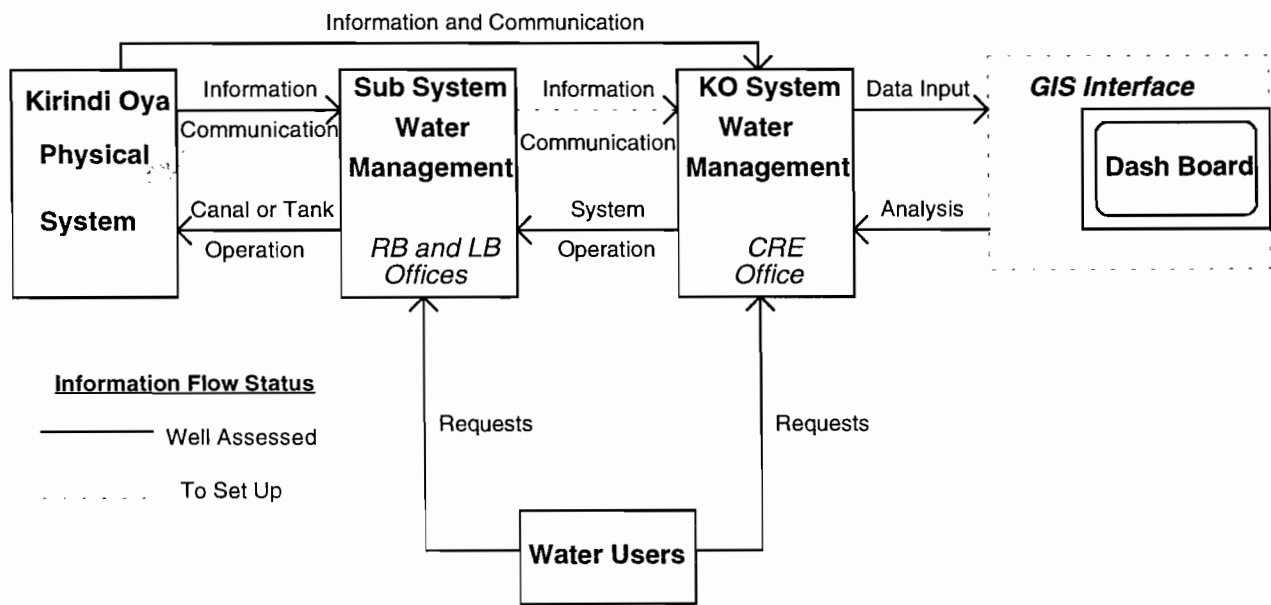 Information and Communication
Kirindi Oya
Physical
System
Information
Communication
Canal or Tank
Operation
Sub System
Water
Management
RB and LB
Offices
Information
Communication
System
Operation
KO System
Water
Management
CRE
Office
Data Input
Analysis
GIS Interface
Dash Board
Information Flow Status
Well Assessed
To Set Up
Requests
Requests
Water Users